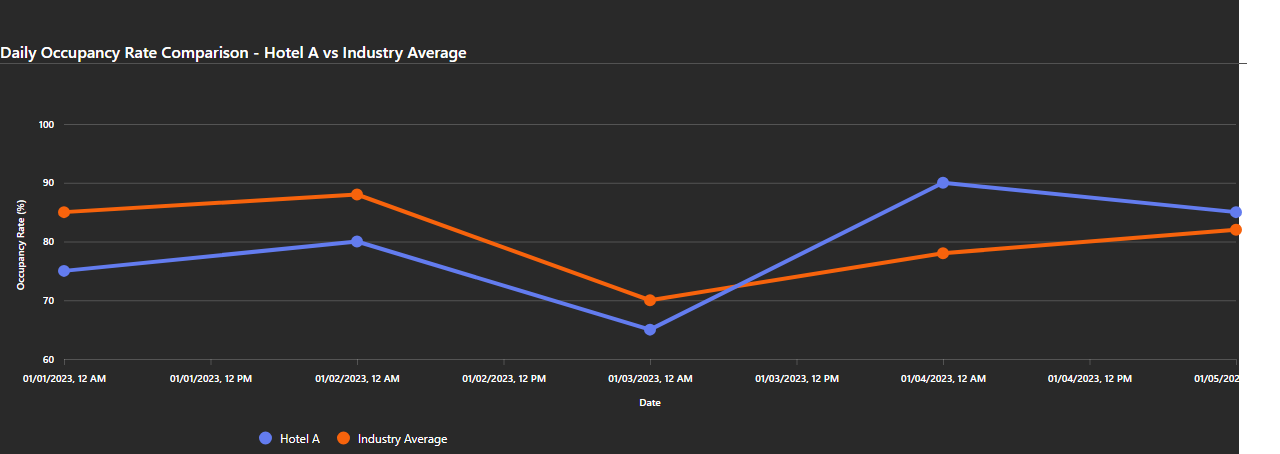 Daily Occupancy Rate Comparison - Hotel A vs Industry Average
100
90
80
70
60
Occupancy Rate (%)
01/01/2023, 12 AM 01/01/2023, 12 PM 01/02/2023, 12 AM 01/02/2023, 12 PM 01/03/2023, 12 AM 01/03/2023, 12 PM 01/04/2023, 12 AM 01/04/2023, 12 PM 01/05/202
Date
Hotel A Industry Average